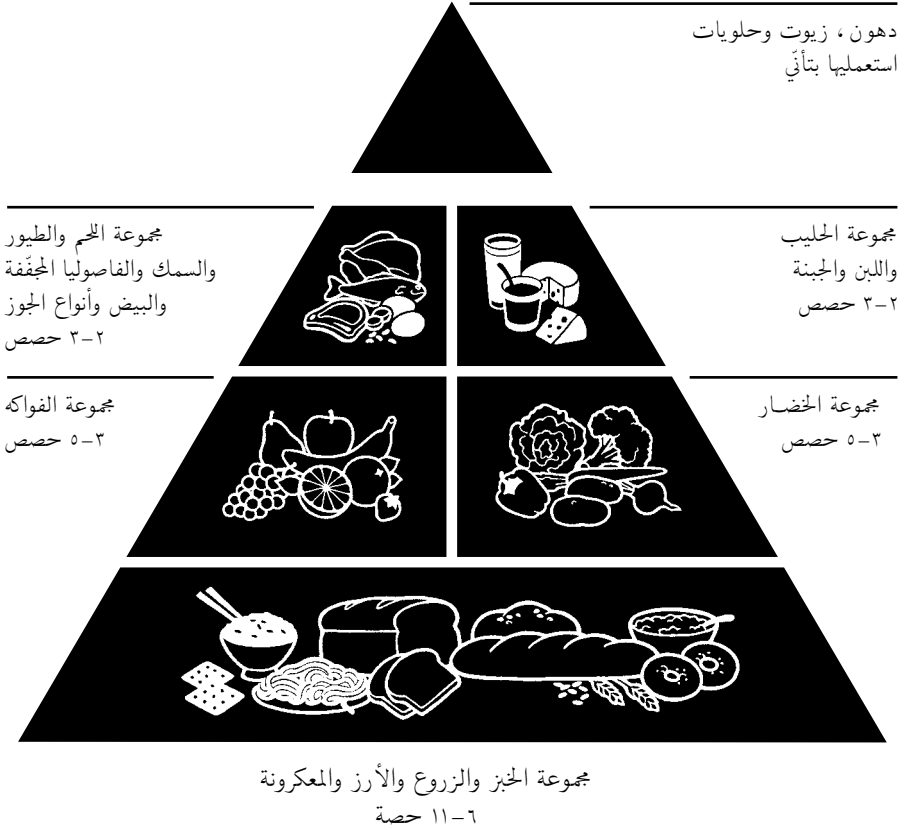 دهون ، زيوت وحلويات
استعمليها بتأنّي
مجموعة الحليب
واللبن والجبنة
٢-٣ حصص
مجموعة اللحم والطيور
والسمك والفاصوليا المجفّفة
والبيض وأنواع الجوز
٢-٣ حصص
مجموعة الخضار
٣-٥ حصص
مجموعة الفواكه
٣-٥ حصص
مجموعة الخبز والزروع والأرز والمعكرونة
٦-١١ حصة